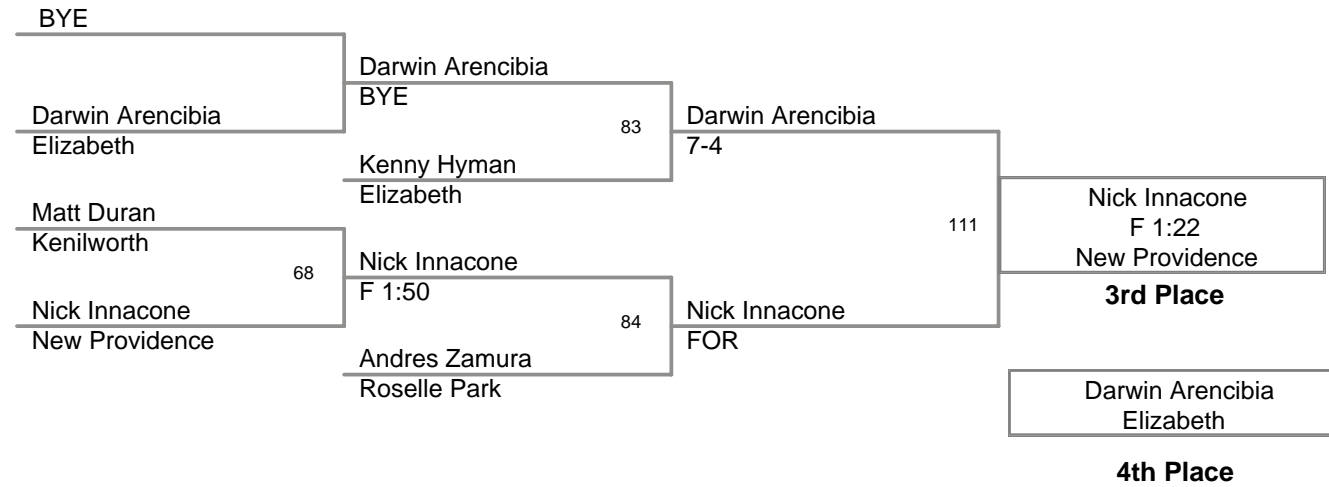 BYE
Darwin Arencibia
Elizabeth
Matt Duran
Kenilworth
68
Nick Innacone
New Providence
Darwin Arencibia
BYE
83
Kenny Hyman
Elizabeth
Nick Innacone
F 1:50
84
Andres Zamura
Roselle Park
Darwin Arencibia
7-4
111
Nick Innacone
FOR
Nick Innacone
F 1:22
New Providence
3rd Place
Darwin Arencibia
Elizabeth
4th Place